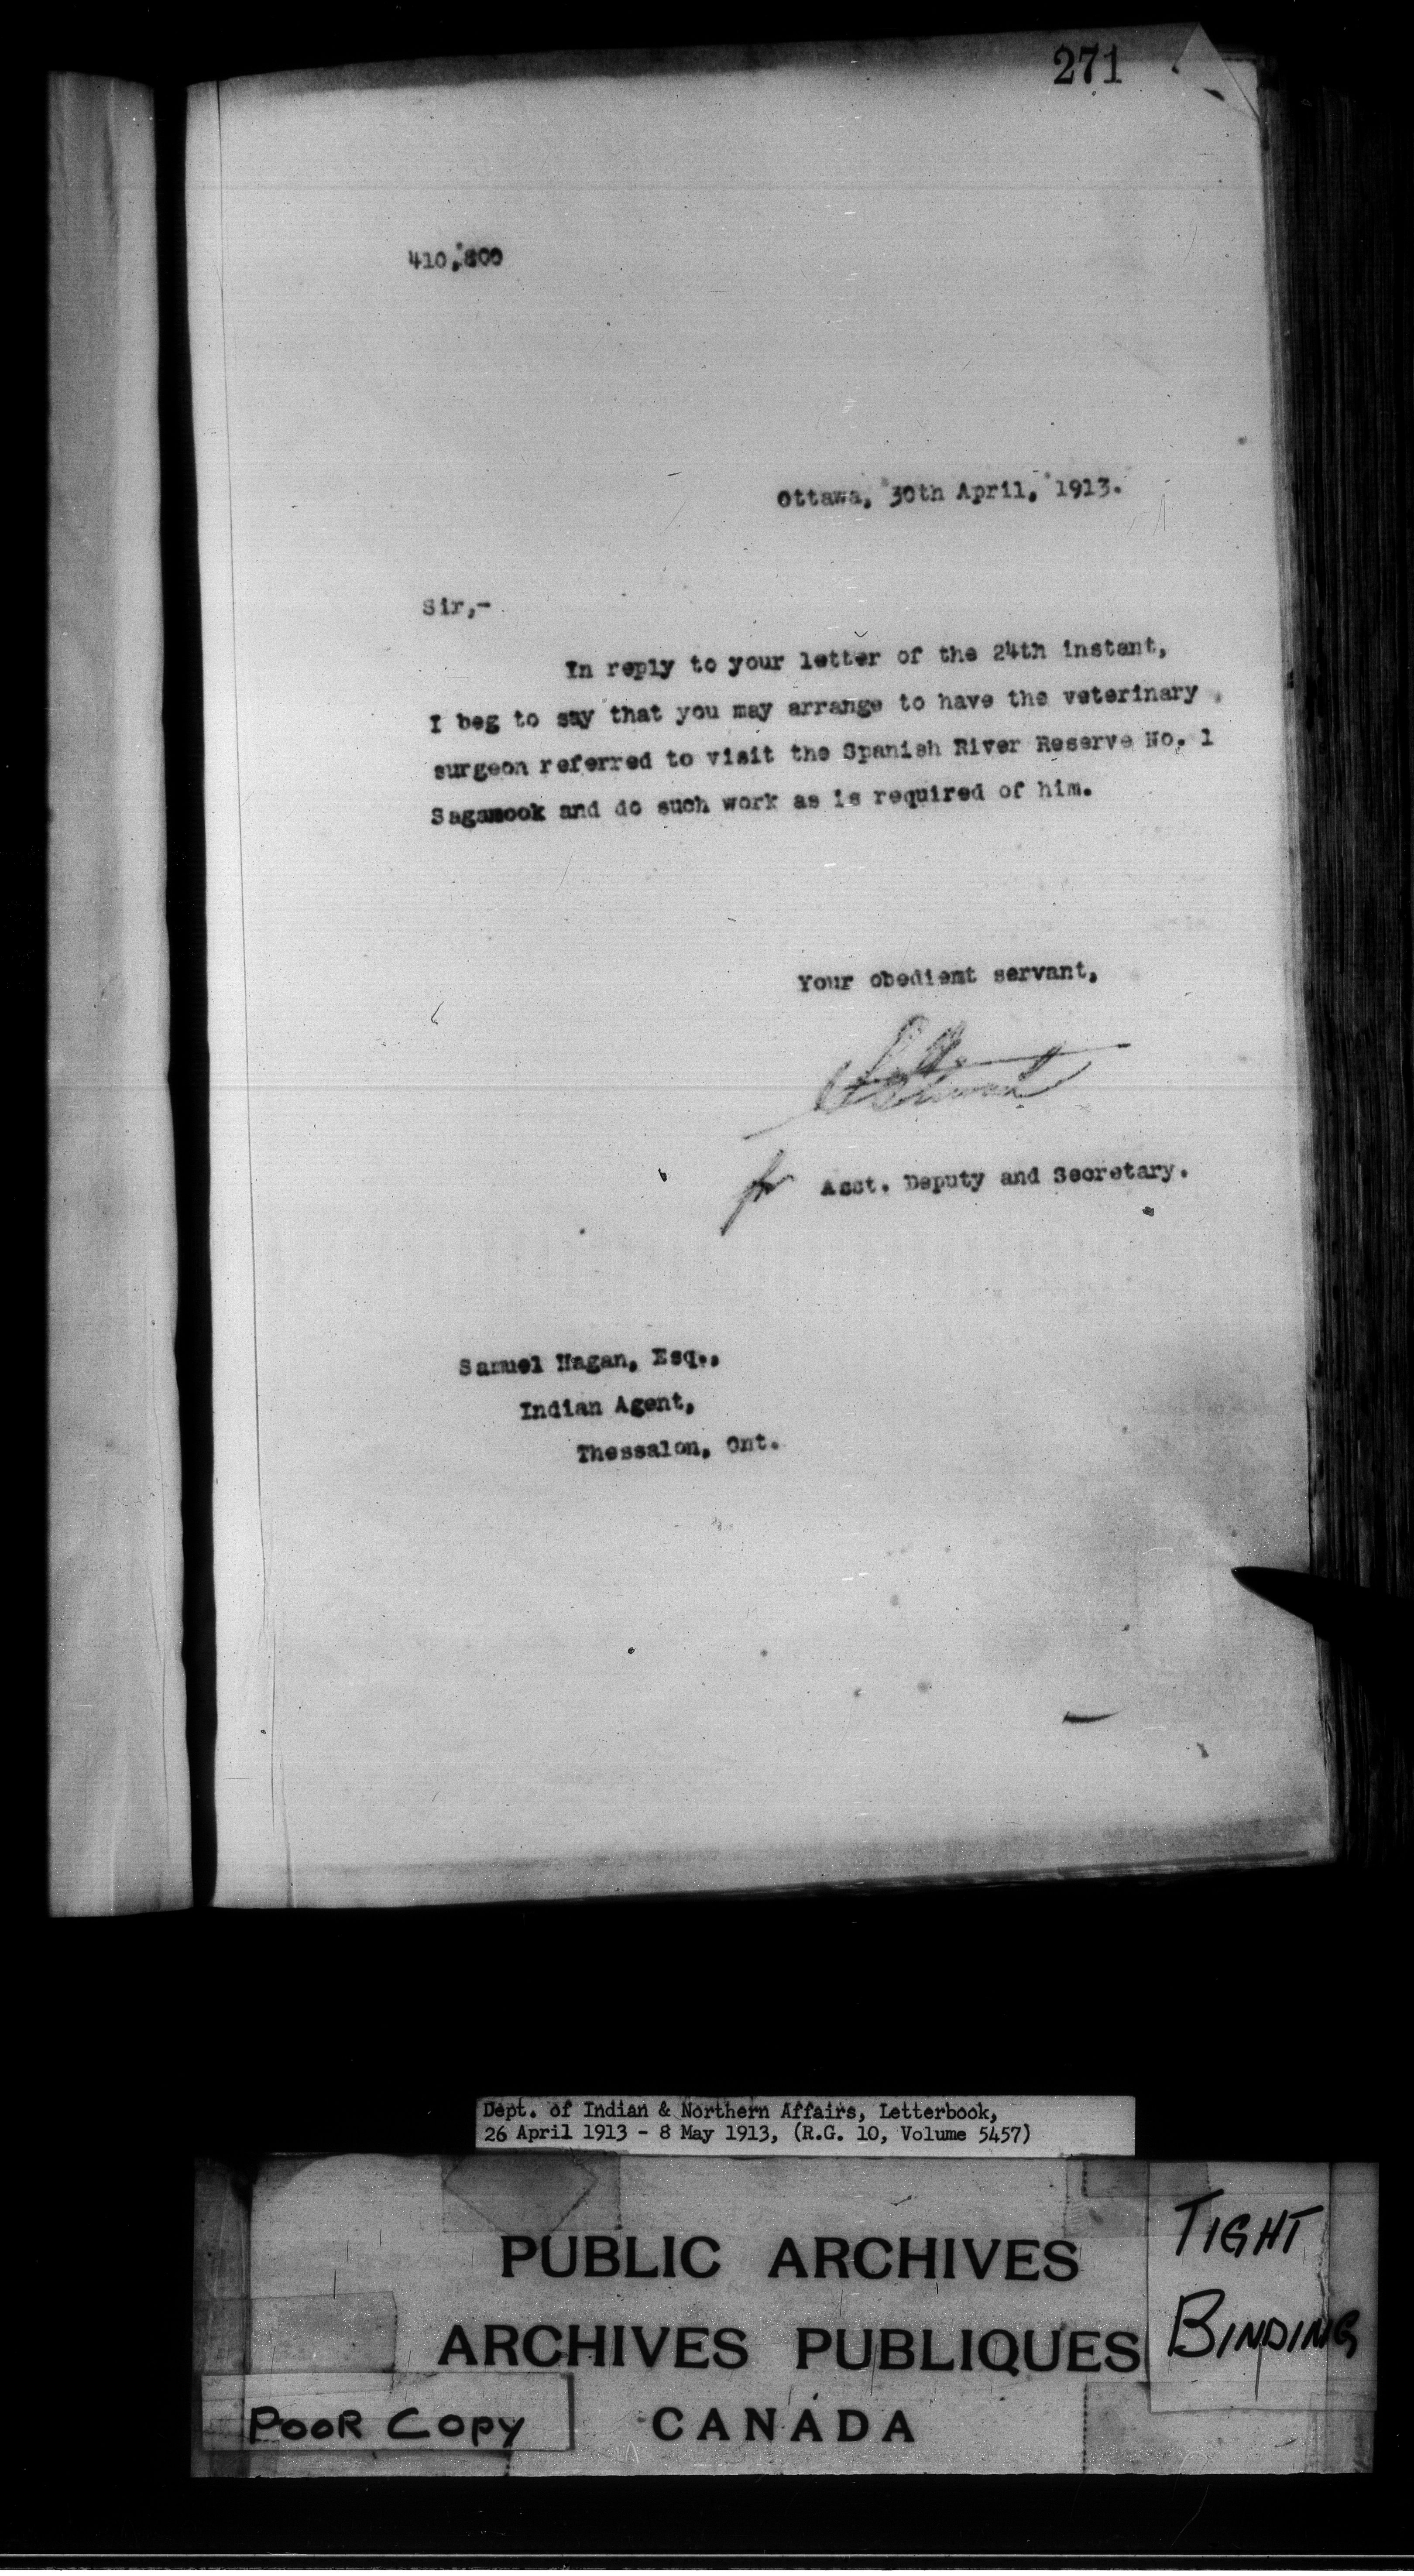 271
410,800
Ottawa, 30th April, 1913.
Sir,-
In reply to your letter of the 24th instant,
I beg to say that you may arrange to have the veterinary
surgeon referred to visit the Spanish River Reserve No. 1
Sagamook and do such work as is required of him.
Your obedient servant,
for Asst. Deputy and Secretary.
Samuel Hagan, Esq.,
Indian Agent,
Thessalon, Ont.
Dept. of Indian & Northern Affairs, Letterbook,
26 April 1913 - 8 May 1913, (R.G. 10, Volume 5457)
PUBLIC ARCHIVES
ARCHIVES PUBLIQUES
CANADA
TIGHT
BINDING
POOR COPY